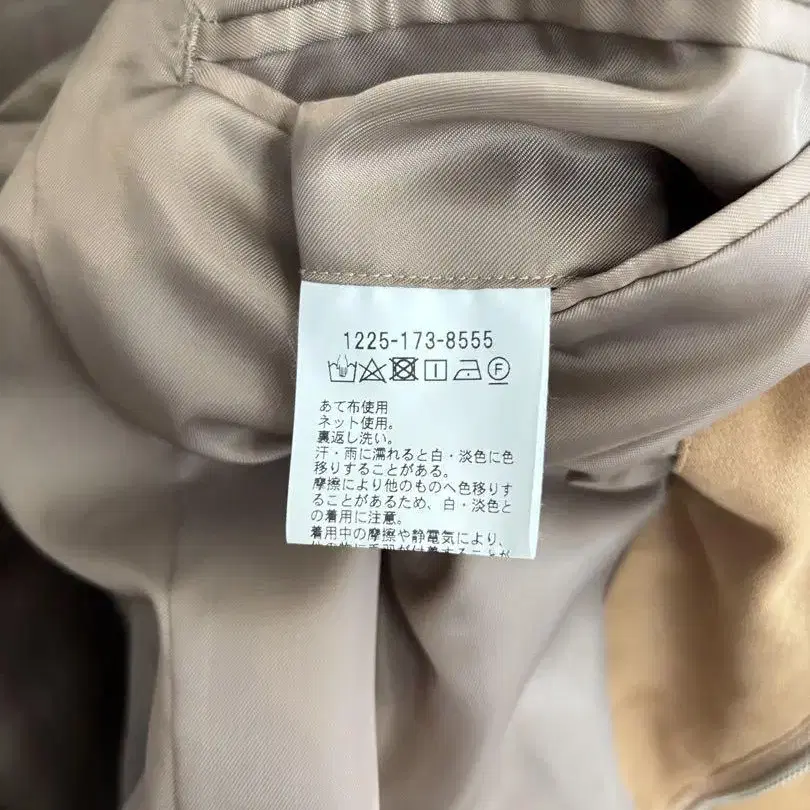 1225-173-8555
あて布使用
ネット使用。
裏返し洗い。
汗・雨に濡れると白・淡色に色
移りすることがある。
摩擦により他のものへ色移りす
ることがあるため、白・淡色と
の着用に注意。
着用中の摩擦や静電気により、